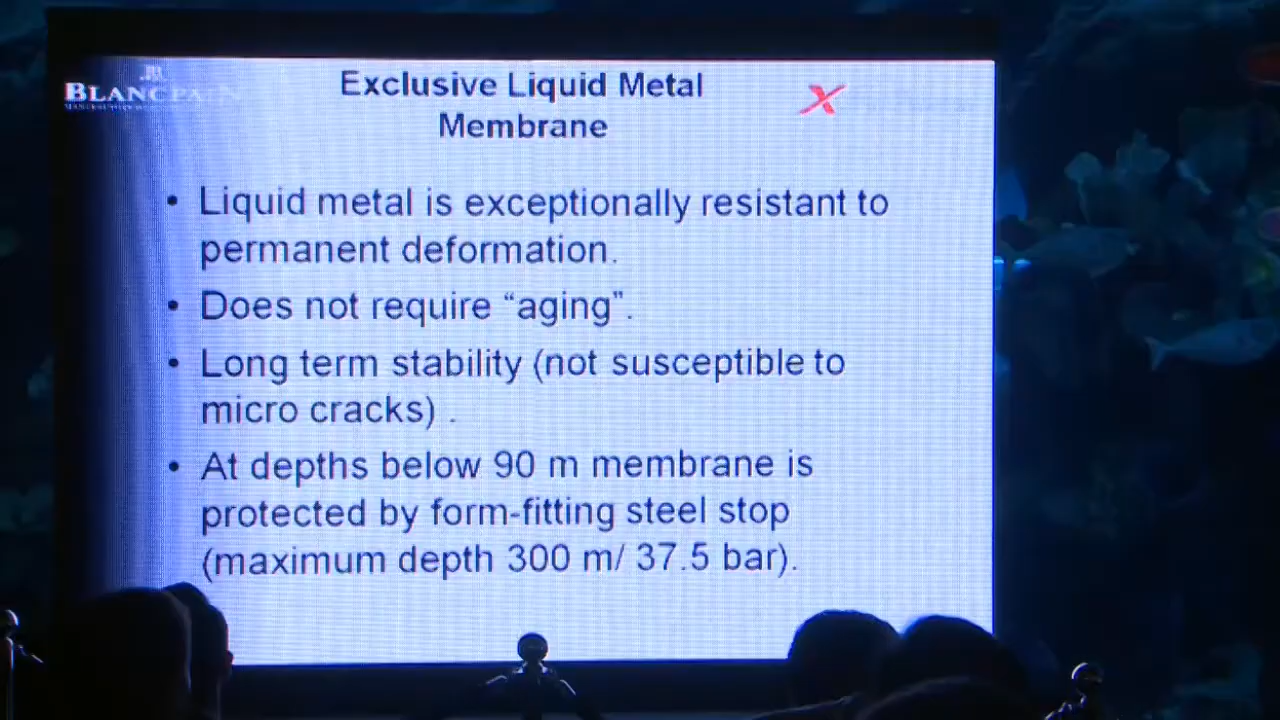 BLANCPAIN
Exclusive Liquid Metal
Membrane
X
• Liquid metal is exceptionally resistant to
permanent deformation.
• Does not require “aging”.
• Long term stability (not susceptible to
micro cracks) .
• At depths below 90 m membrane is
protected by form-fitting steel stop
(maximum depth 300 m/ 37.5 bar).